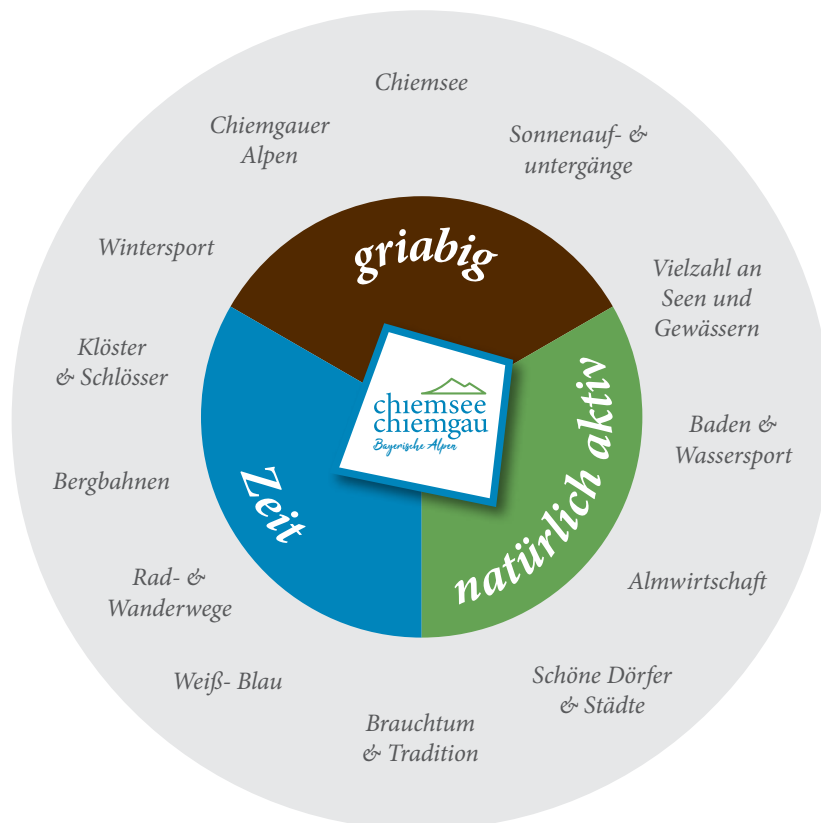 Chiemsee
Sonnenauf- &
untergänge
Vielzahl an
Seen und
Gewässern
Baden &
Wassersport
Almwirtschaft
Schöne Dörfer
& Städte
Brauchtum
& Tradition
Weiß- Blau
Rad- &
Wanderwege
Bergbahnen
Klöster
& Schlösser
Wintersport
Chiemgauer
Alpen
griabig
natürlich aktiv
Zeit
chiemsee
chiemgau
Bayerische Alpen